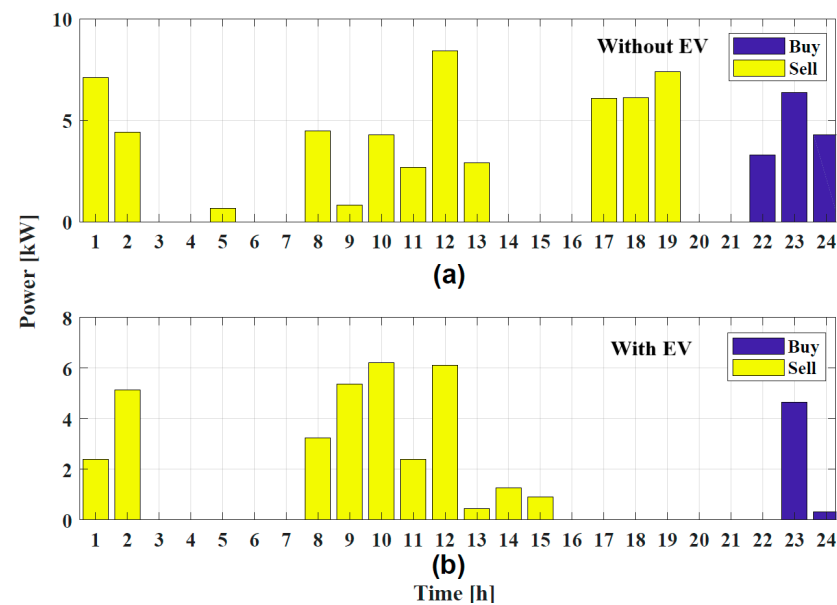 10
Without EV
Buy
Sell
5
0
1 2 3 4 5 6 7 8 9 10 11 12 13 14 15 16 17 18 19 20 21 22 23 24
(a)
Power [kW]
8
With EV
Buy
Sell
6
4
2
0
1 2 3 4 5 6 7 8 9 10 11 12 13 14 15 16 17 18 19 20 21 22 23 24
(b)
Time [h]